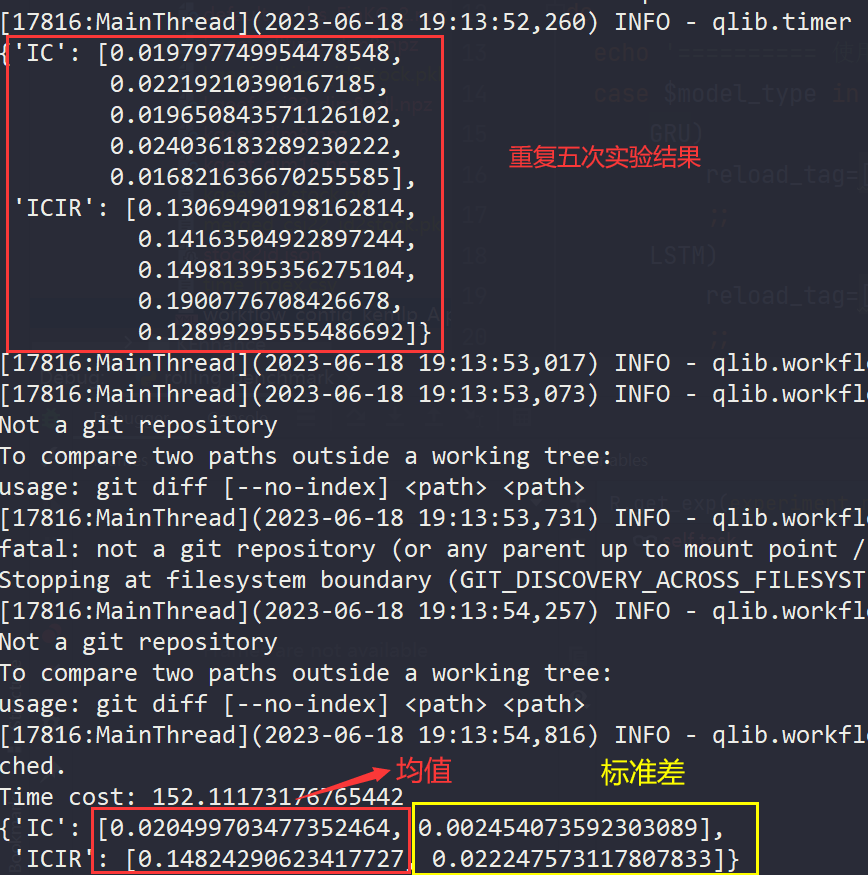 [17816:MainThread](2023-06-18 19:13:52,260) INFO - qlib.timer
{'IC': [0.019797749954478548,
0.02219210390167185,
0.019650843571126102,
0.024036183289230222,
0.016821636670255585],
'ICIR': [0.13069490198162814,
0.14163504922897244,
0.14981395356275104,
0.1900776708426678,
0.12899295555486692]}
重复五次实验结果
[17816:MainThread](2023-06-18 19:13:53,017) INFO - qlib.workfl
[17816:MainThread](2023-06-18 19:13:53,073) INFO - qlib.workfl
Not a git repository
To compare two paths outside a working tree:
usage: git diff [--no-index] <path> <path>
[17816:MainThread](2023-06-18 19:13:53,731) INFO - qlib.workfl
fatal: not a git repository (or any parent up to mount point /
Stopping at filesystem boundary (GIT_DISCOVERY_ACROSS_FILESYST
[17816:MainThread](2023-06-18 19:13:54,257) INFO - qlib.workfl
Not a git repository
To compare two paths outside a working tree:
usage: git diff [--no-index] <path> <path>
[17816:MainThread](2023-06-18 19:13:54,816) INFO - qlib.workfl
ched.
均值
标准差
Time cost: 152.11173176765442
{'IC': [0.020499703477352464, 0.002454073592303089],
'ICIR': [0.14824290623417727, 0.022247573117807833]}
echo
case $model_type in
GRU)
reload_tag=
;;
LSTM)
reload_tag=
;;